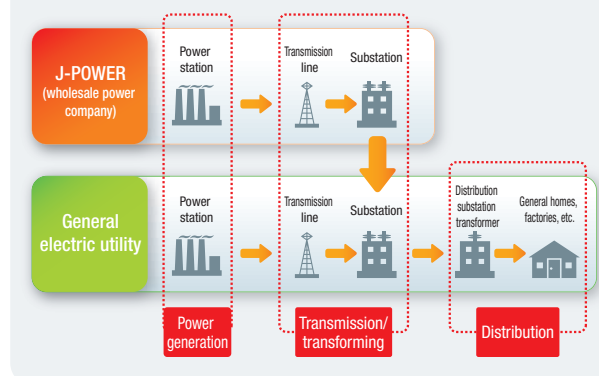 J-POWER
(wholesale power
company)
Power
station
Transmission
line
Substation
General
electric utility
Power
station
Transmission
line
Substation
Distribution
substation
transformer
General homes,
factories, etc.
Power
generation
Transmission/
transforming
Distribution